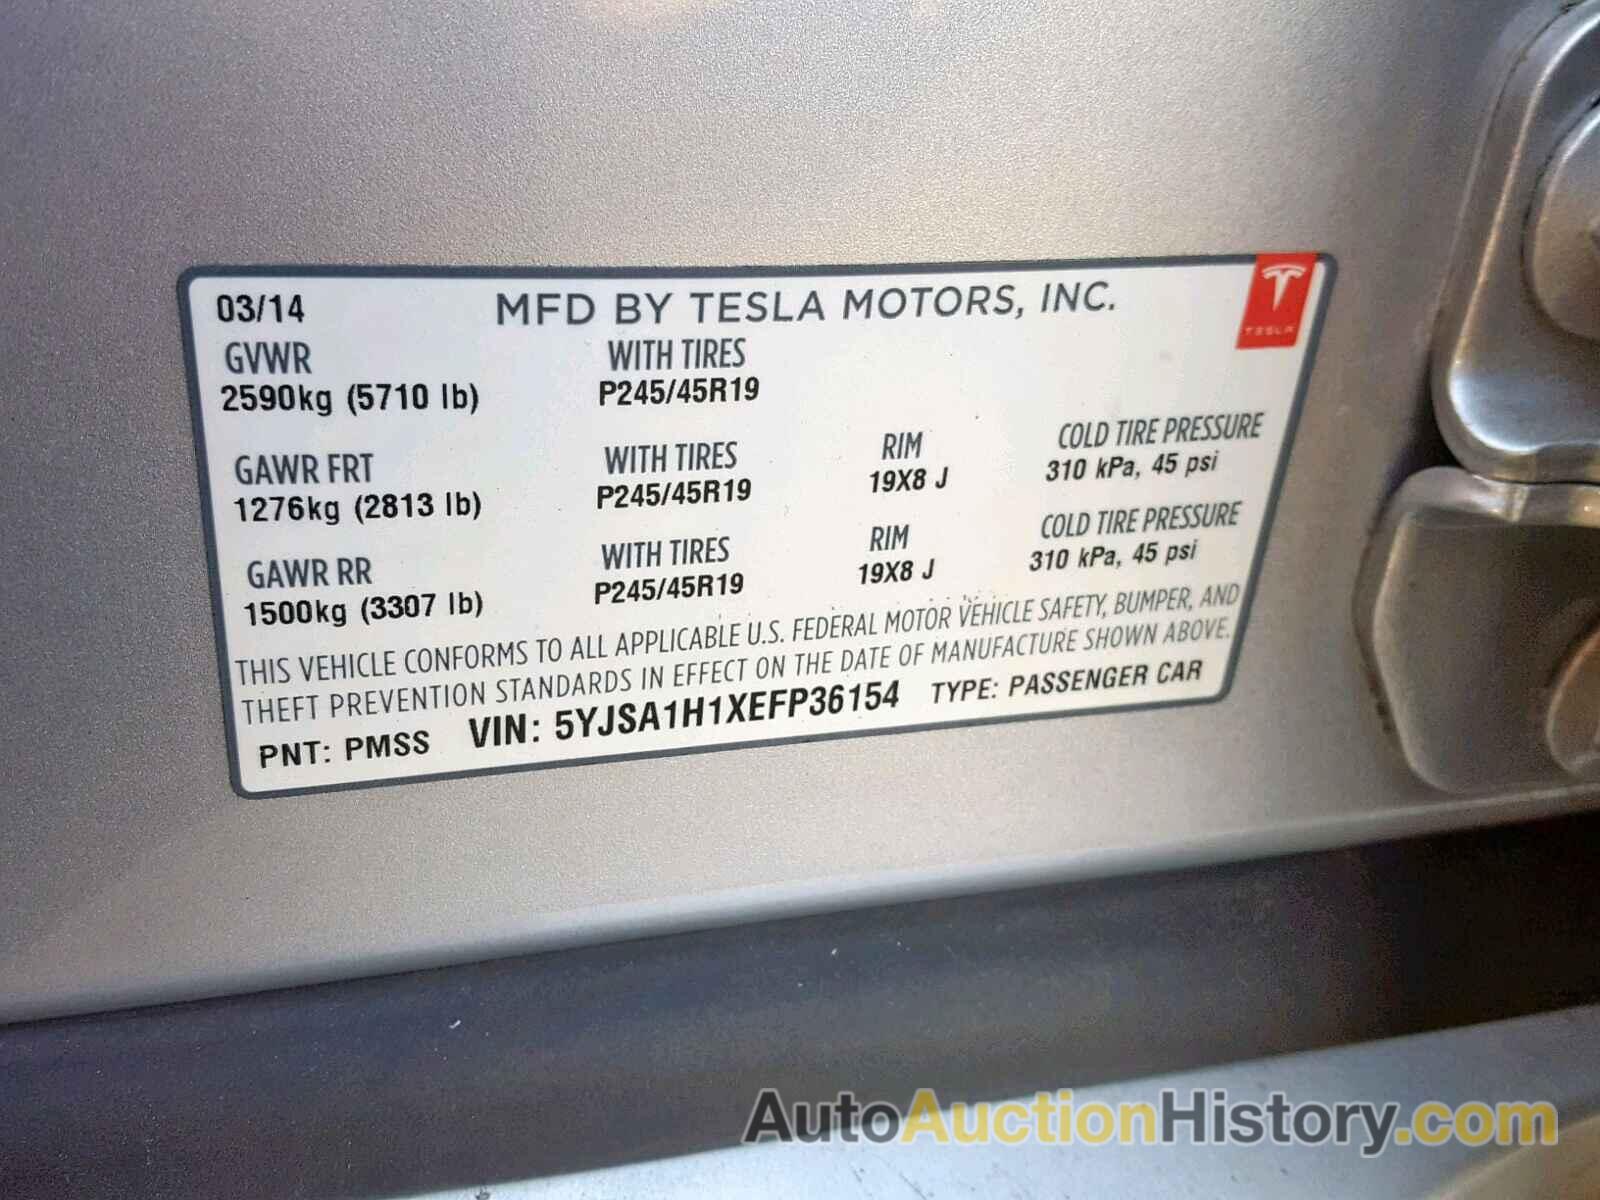 03/14 MFD BY TESLA MOTORS, INC.
TESLA
GVWR WITH TIRES
2590kg (5710 lb) P245/45R19
GAWR FRT WITH TIRES RIM COLD TIRE PRESSURE
1276kg (2813 lb) P245/45R19 19X8 J 310 kPa, 45 psi
GAWR RR WITH TIRES RIM COLD TIRE PRESSURE
1500kg (3307 lb) P245/45R19 19X8 J 310 kPa, 45 psi
THIS VEHICLE CONFORMS TO ALL APPLICABLE U.S. FEDERAL MOTOR VEHICLE SAFETY, BUMPER, AND
THEFT PREVENTION STANDARDS IN EFFECT ON THE DATE OF MANUFACTURE SHOWN ABOVE.
PNT: PMSS VIN: 5YJSA1H1XEFP36154 TYPE: PASSENGER CAR
AutoAuctionHistory.com